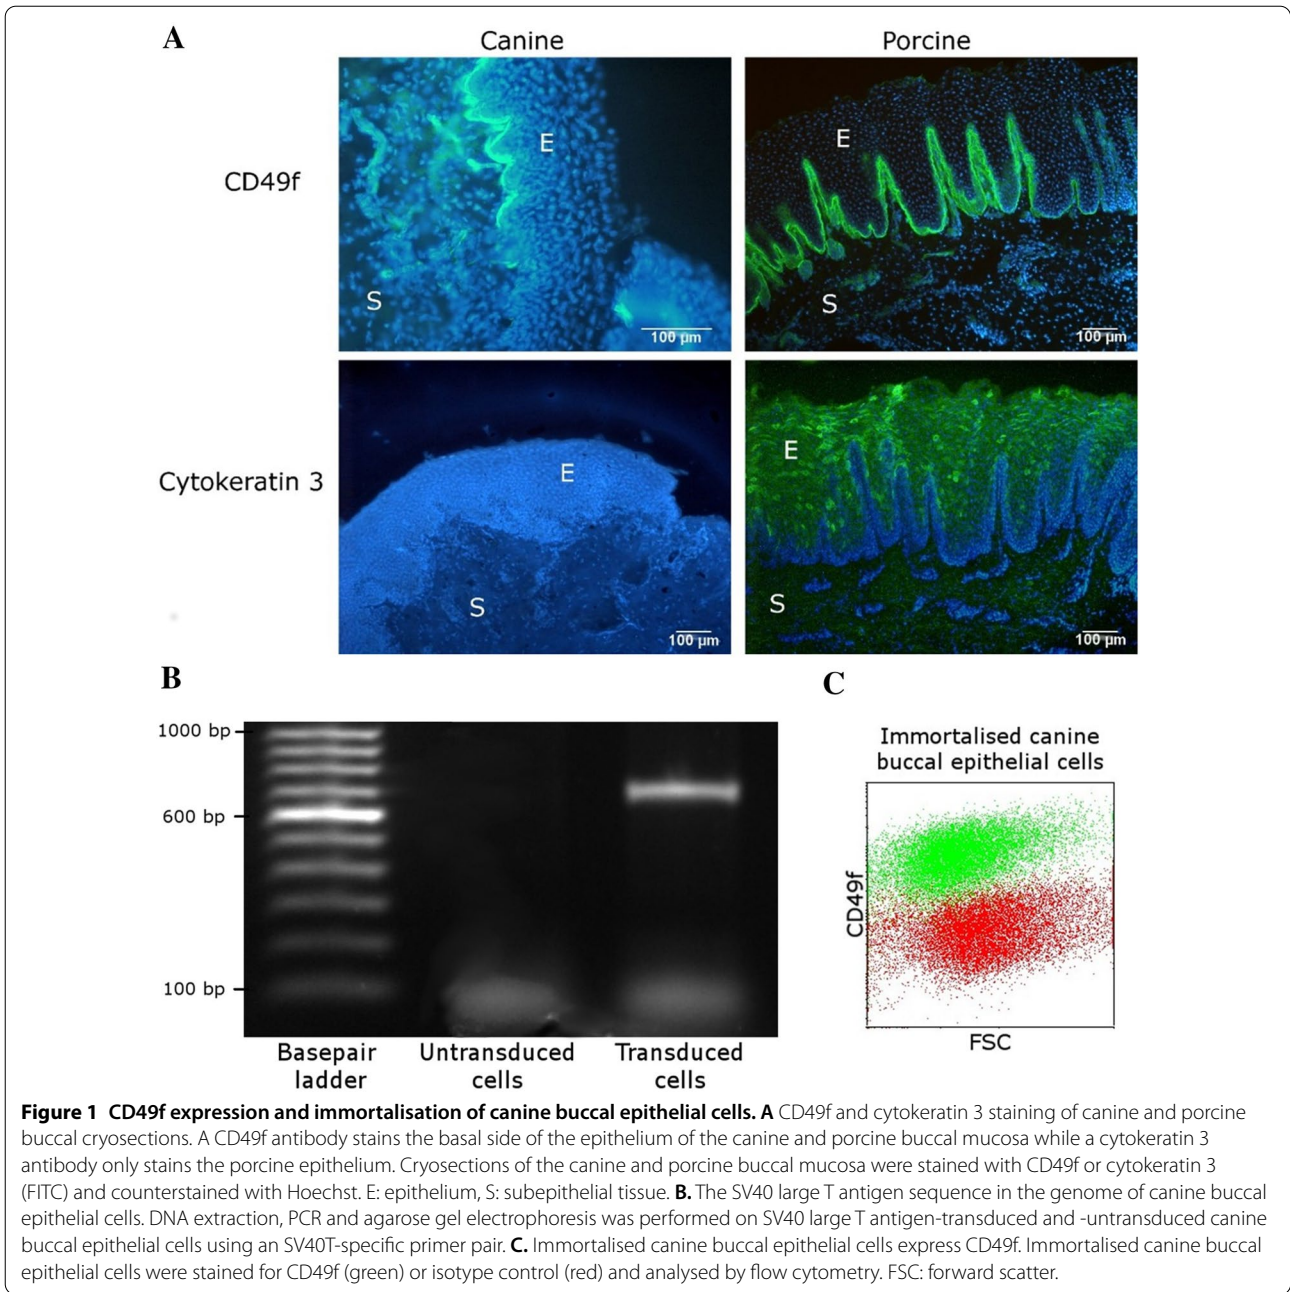 A
Canine
Porcine
CD49f
E
S
100 µm
E
S
100 µm
Cytokeratin 3
E
S
100 µm
E
S
100 µm
B
C
1000 bp
600 bp
100 bp
Basepair
ladder
Untransduced
cells
Transduced
cells
Immortalised canine
buccal epithelial cells
CD49f
FSC
Figure 1 CD49f expression and immortalisation of canine buccal epithelial cells. A CD49f and cytokeratin 3 staining of canine and porcine
buccal cryosections. A CD49f antibody stains the basal side of the epithelium of the canine and porcine buccal mucosa while a cytokeratin 3
antibody only stains the porcine epithelium. Cryosections of the canine and porcine buccal mucosa were stained with CD49f or cytokeratin 3
(FITC) and counterstained with Hoechst. E: epithelium, S: subepithelial tissue. B. The SV40 large T antigen sequence in the genome of canine buccal
epithelial cells. DNA extraction, PCR and agarose gel electrophoresis was performed on SV40 large T antigen-transduced and -untransduced canine
buccal epithelial cells using an SV40T-specific primer pair. C. Immortalised canine buccal epithelial cells express CD49f. Immortalised canine buccal
epithelial cells were stained for CD49f (green) or isotype control (red) and analysed by flow cytometry. FSC: forward scatter.